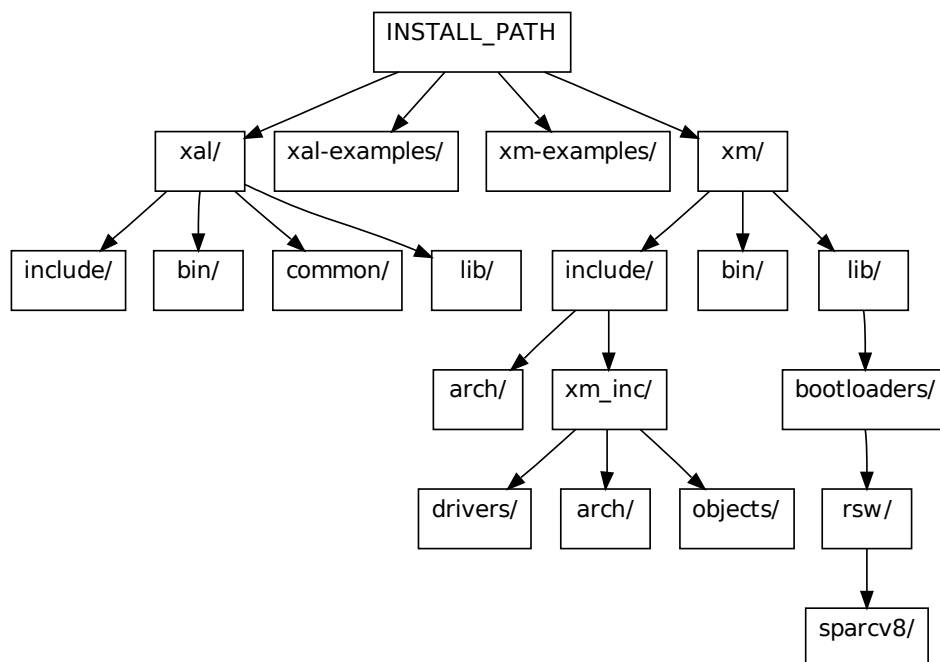 INSTALL_PATH
xal/
xal-examples/
xm-examples/
xm/
include/
bin/
common/
lib/
include/
bin/
lib/
arch/
xm_inc/
bootloaders/
drivers/
arch/
objects/
rsw/
sparcv8/